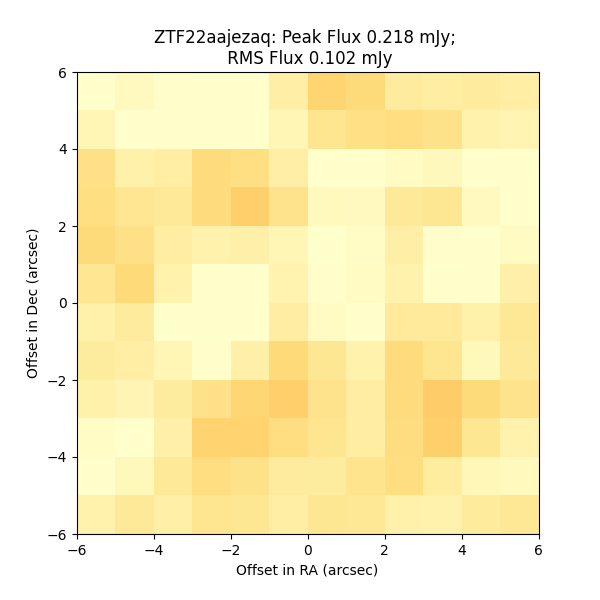 ZTF22aajezaq: Peak Flux 0.218 mJy;
RMS Flux 0.102 mJy
6
4
2
0
−2
−4
−6
Offset in Dec (arcsec)
−6 −4 −2 0 2 4 6
Offset in RA (arcsec)